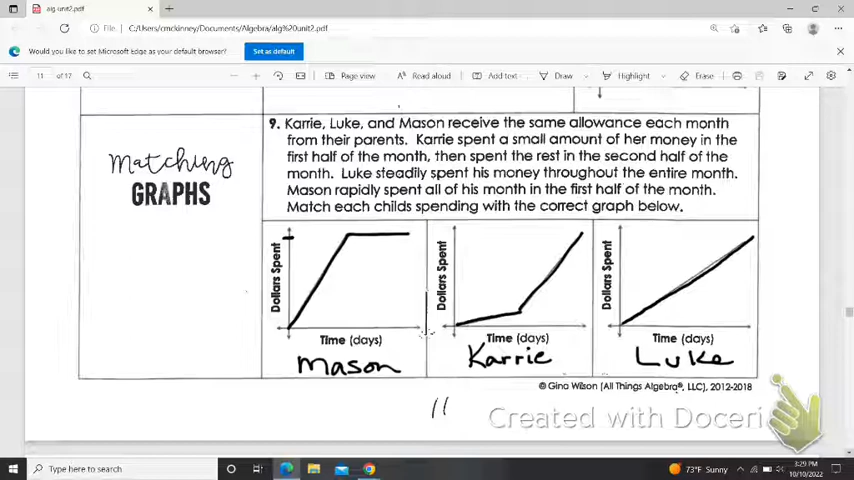 alg unit2.pdf
File
C:/Users/cmckinney/Documents/Algebra/alg%20unit2.pdf
Would you like to set Microsoft Edge as your default browser?
Set as default
11 of 17
Page view
Read aloud
Add text
Draw
Highlight
Erase
Matching
GRAPHS
9. Karrie, Luke, and Mason receive the same allowance each month
from their parents. Karrie spent a small amount of her money in the
first half of the month, then spent the rest in the second half of the
month. Luke steadily spent his money throughout the entire month.
Mason rapidly spent all of his month in the first half of the month.
Match each childs spending with the correct graph below.
Dollars Spent
Time (days)
Mason
Dollars Spent
Time (days)
Karrie
Dollars Spent
Time (days)
Luke
© Gina Wilson (All Things Algebra®, LLC), 2012-2018
11
Created with Doceri
Type here to search
73°F Sunny
3:29 PM
10/10/2022